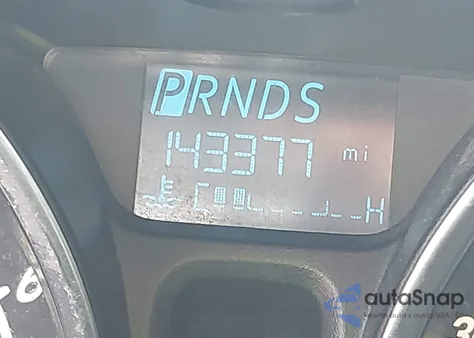 PRNDS
143377 mi
C H
autoSnap